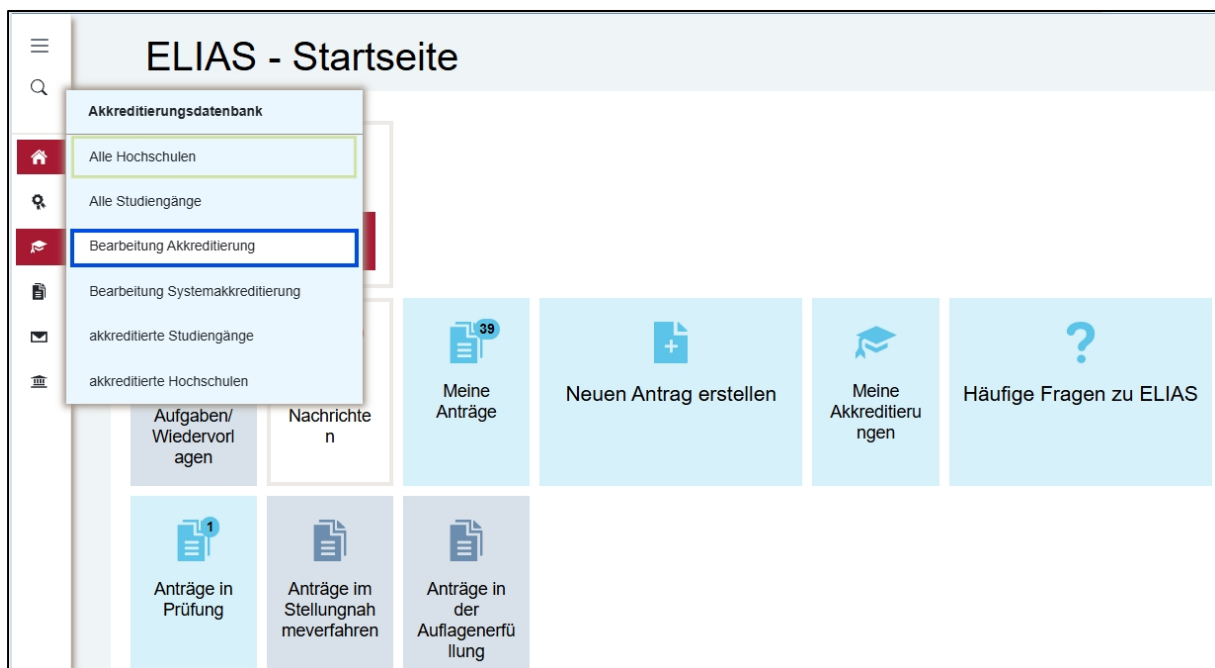 ELIAS - Startseite
Akkreditierungsdatenbank
Alle Hochschulen
Alle Studiengänge
Bearbeitung Akkreditierung
Bearbeitung Systemakkreditierung
akkreditierte Studiengänge
akkreditierte Hochschulen
Aufgaben/
Wiedervorl
agen
Nachrichte
n
39
Meine
Anträge
Neuen Antrag erstellen
Meine
Akkreditieru
ngen
Häufige Fragen zu ELIAS
1
Anträge in
Prüfung
Anträge im
Stellungnah
meverfahren
Anträge in
der
Auflagenerfü
llung